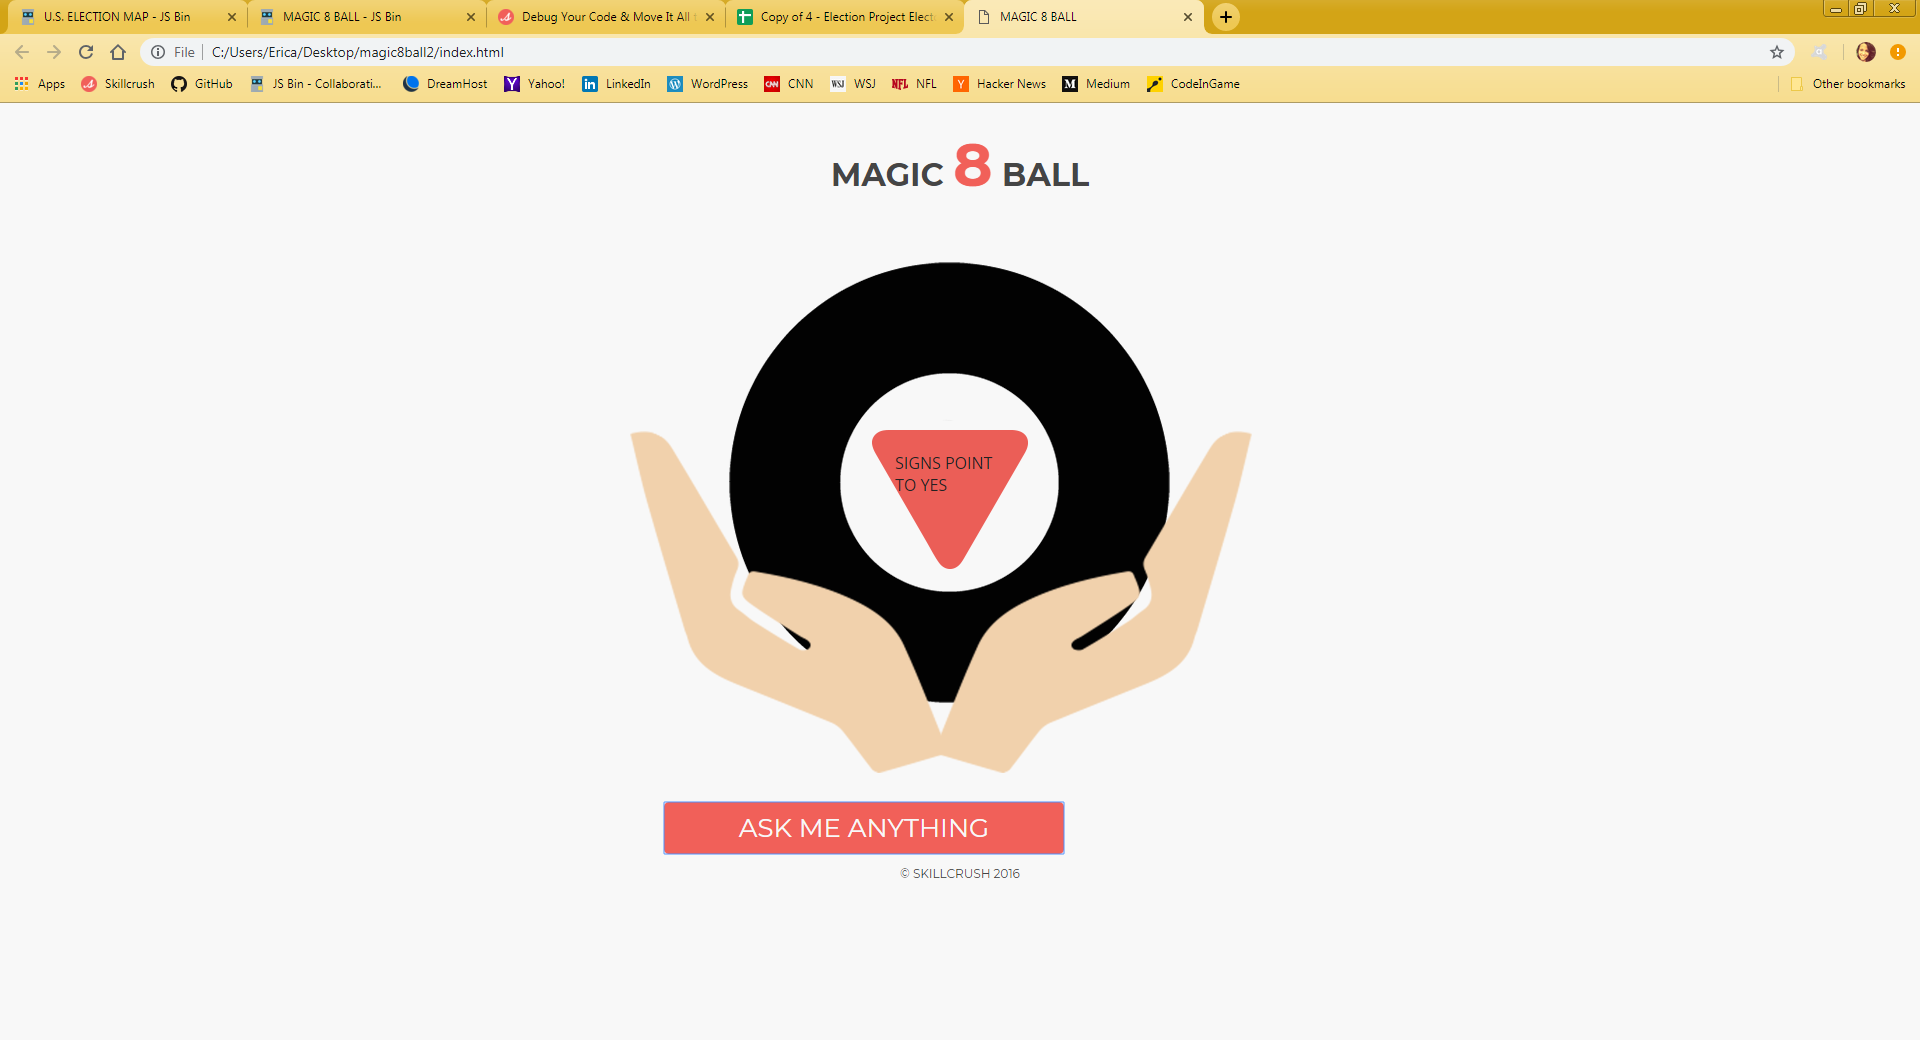 U.S. ELECTION MAP - JS Bin
MAGIC 8 BALL - JS Bin
Debug Your Code & Move It All
Copy of 4 - Election Project Elect
MAGIC 8 BALL
File
C:/Users/Erica/Desktop/magic8ball2/index.html
Apps
Skillcrush
GitHub
JS Bin - Collaborati...
DreamHost
Yahoo!
LinkedIn
WordPress
CNN
WSJ
NFL
Hacker News
Medium
CodeInGame
Other bookmarks
MAGIC 8 BALL
SIGNS POINT
TO YES
ASK ME ANYTHING
© SKILLCRUSH 2016